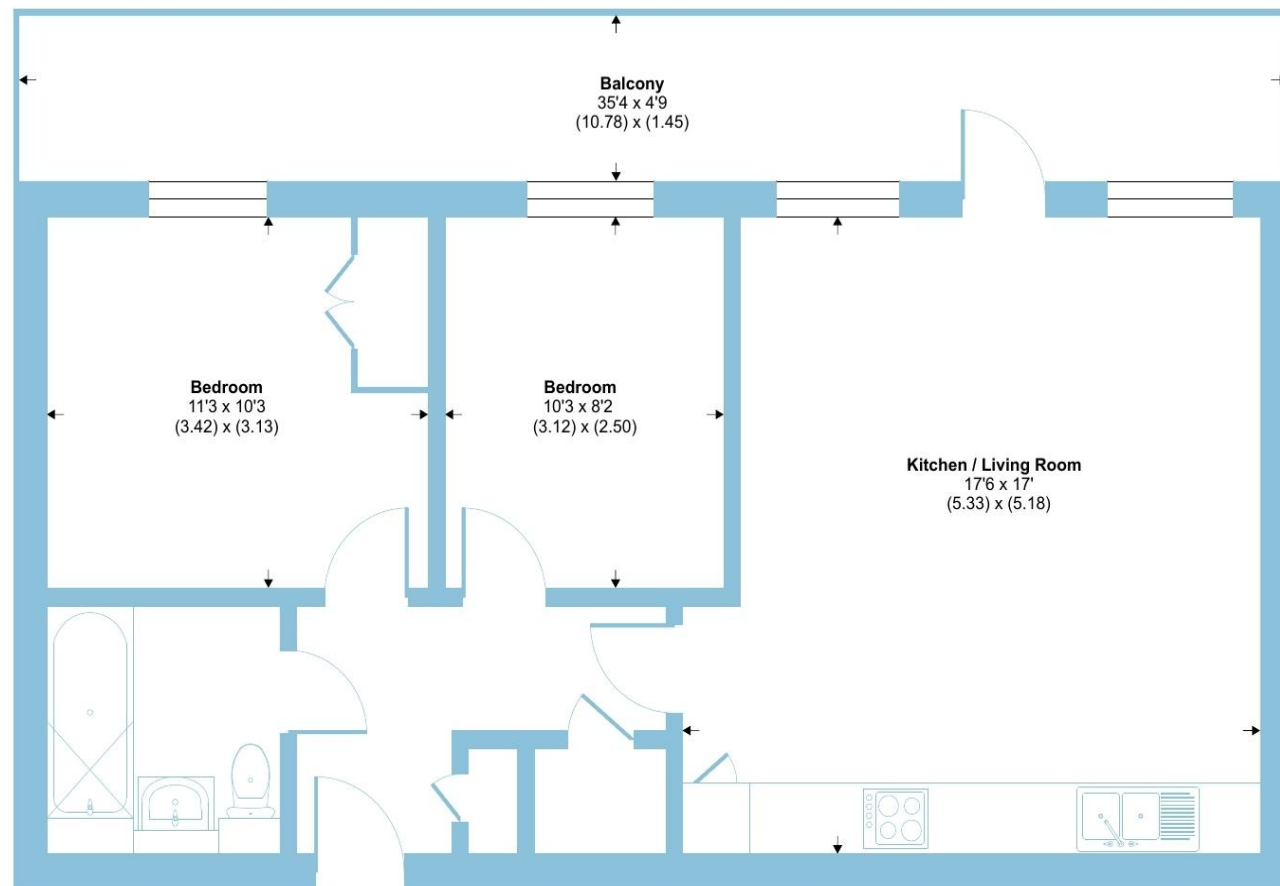 Balcony
35'4 x 4'9
(10.78) x (1.45)
Bedroom
11'3 x 10'3
(3.42) x (3.13)
Bedroom
10'3 x 8'2
(3.12) x (2.50)
Kitchen / Living Room
17'6 x 17'
(5.33) x (5.18)